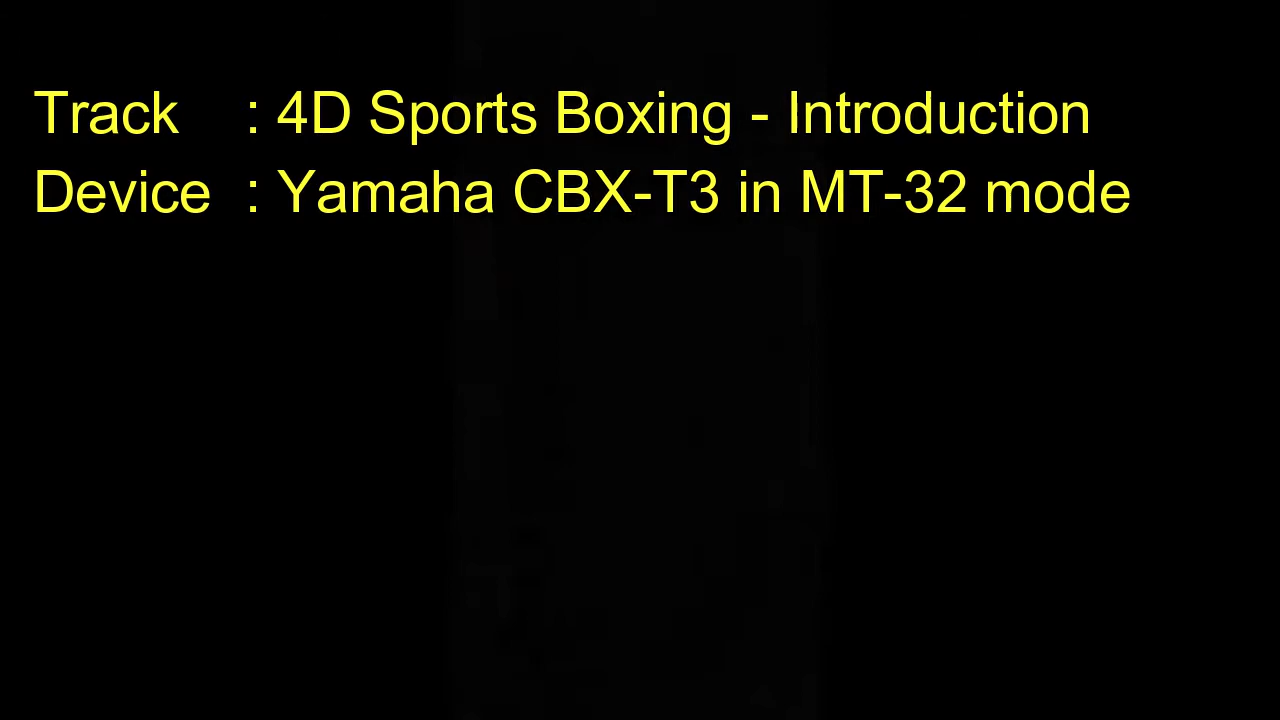 Track : 4D Sports Boxing - Introduction
Device : Yamaha CBX-T3 in MT-32 mode